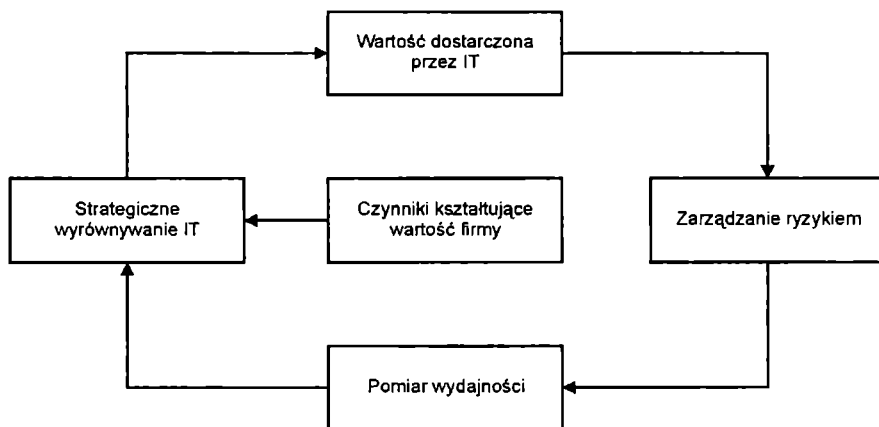 Wartość dostarczona
przez IT
Strategiczne
wyrównywanie IT
Czynniki kształtujące
wartość firmy
Zarządzanie ryzykiem
Pomiar wydajności